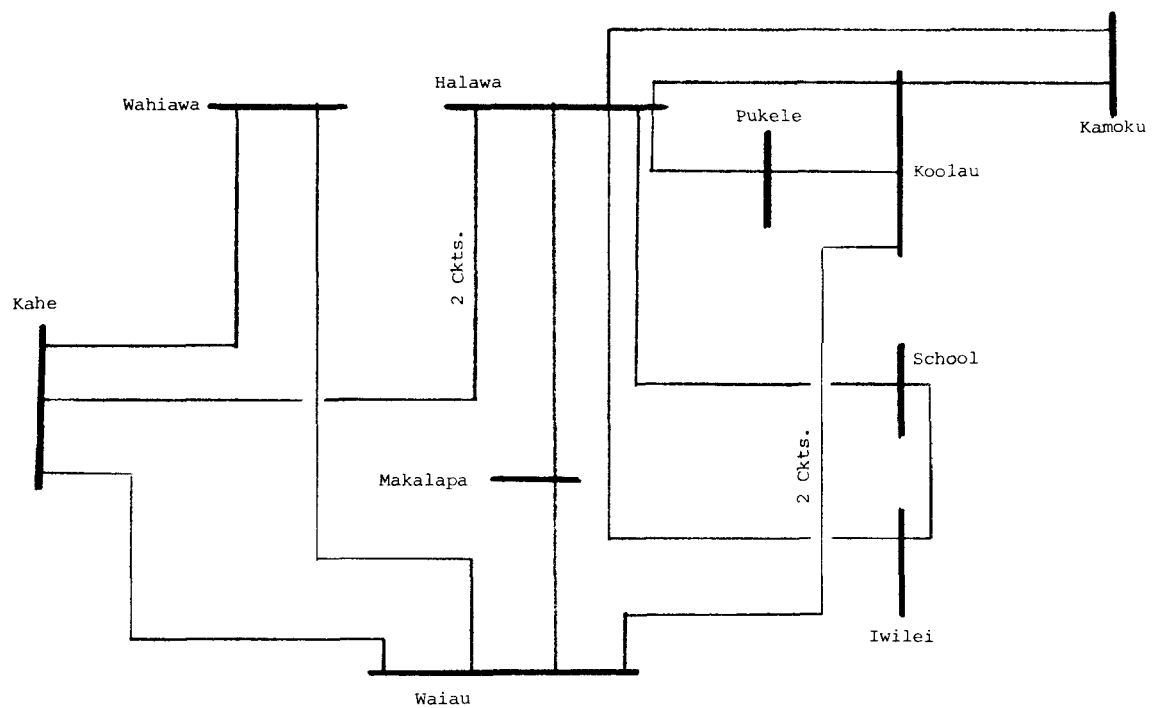 Halawa
Wahiawa
Pukele
Kamoku
Koolau
2 Ckts.
Kahe
School
2 Ckts.
Makalapa
Iwilei
Waiau